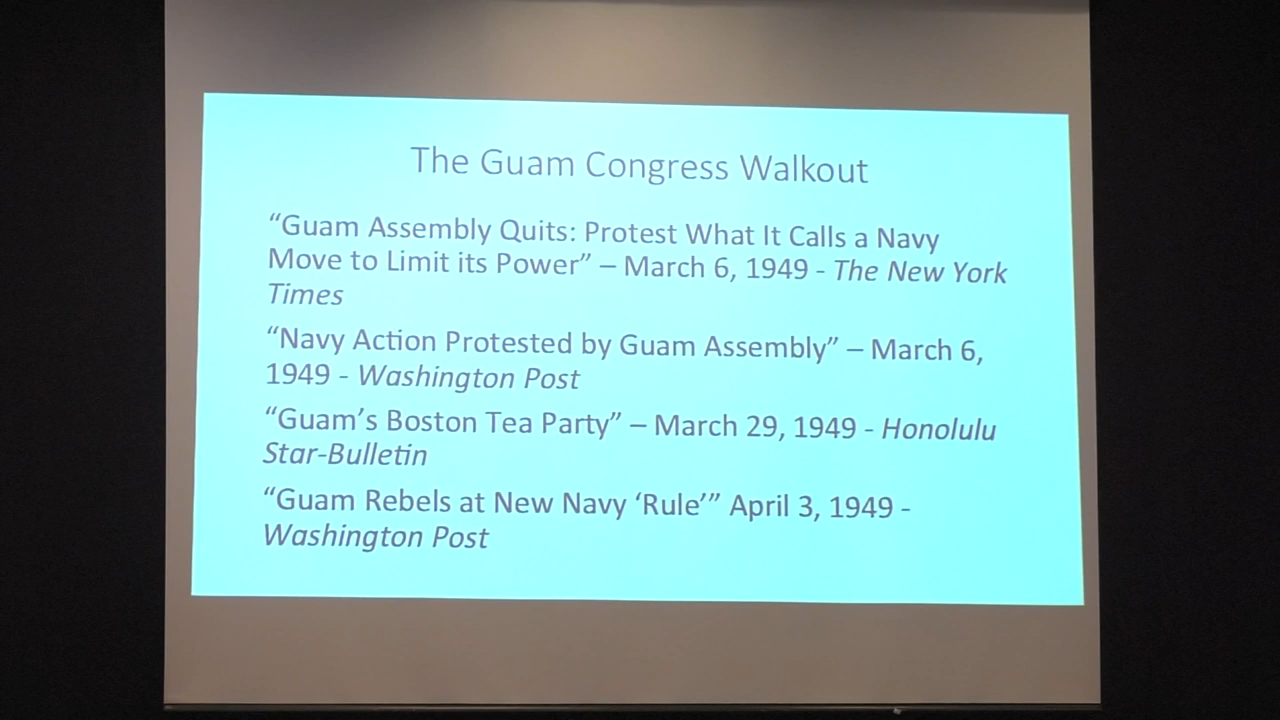 The Guam Congress Walkout
“Guam Assembly Quits: Protest What It Calls a Navy
Move to Limit its Power” – March 6, 1949 - The New York
Times
“Navy Action Protested by Guam Assembly” – March 6,
1949 - Washington Post
“Guam’s Boston Tea Party” – March 29, 1949 - Honolulu
Star-Bulletin
“Guam Rebels at New Navy ‘Rule’” April 3, 1949 -
Washington Post